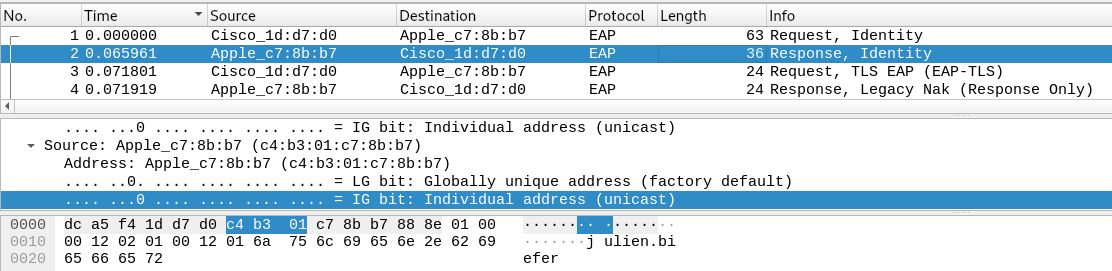 No. Time Source Destination Protocol Length Info
1 0.000000 Cisco_1d:d7:d0 Apple_c7:8b:b7 EAP 63 Request, Identity
2 0.065961 Apple_c7:8b:b7 Cisco_1d:d7:d0 EAP 36 Response, Identity
3 0.071801 Cisco_1d:d7:d0 Apple_c7:8b:b7 EAP 24 Request, TLS EAP (EAP-TLS)
4 0.071919 Apple_c7:8b:b7 Cisco_1d:d7:d0 EAP 24 Response, Legacy Nak (Response Only)
.... ...0 .... .... .... .... = IG bit: Individual address (unicast)
Source: Apple_c7:8b:b7 (c4:b3:01:c7:8b:b7)
Address: Apple_c7:8b:b7 (c4:b3:01:c7:8b:b7)
.... ..0. .... .... .... .... = LG bit: Globally unique address (factory default)
.... ...0 .... .... .... .... = IG bit: Individual address (unicast)
0000 dc a5 f4 1d d7 d0 c4 b3 01 c7 8b b7 88 8e 01 00 ········ ········
0010 00 12 02 01 00 12 01 6a 75 6c 69 65 6e 2e 62 69 ·······j ulien.bi
0020 65 66 65 72 efer